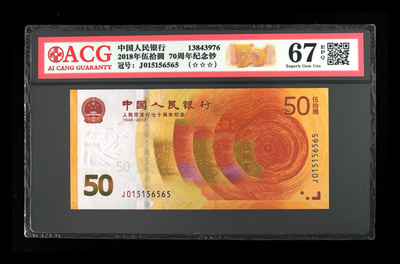 ACG
AI CANG GUARANTY
中国人民银行 13843976
2018年伍拾圆 70周年纪念钞
冠号: J015156565 (☆☆☆)
70
67 EPQ
Superb Gem Unc
中国人民银行
人民币发行七十周年纪念
1948-2018
50
伍拾圆
50
50
J015156565
J015156565